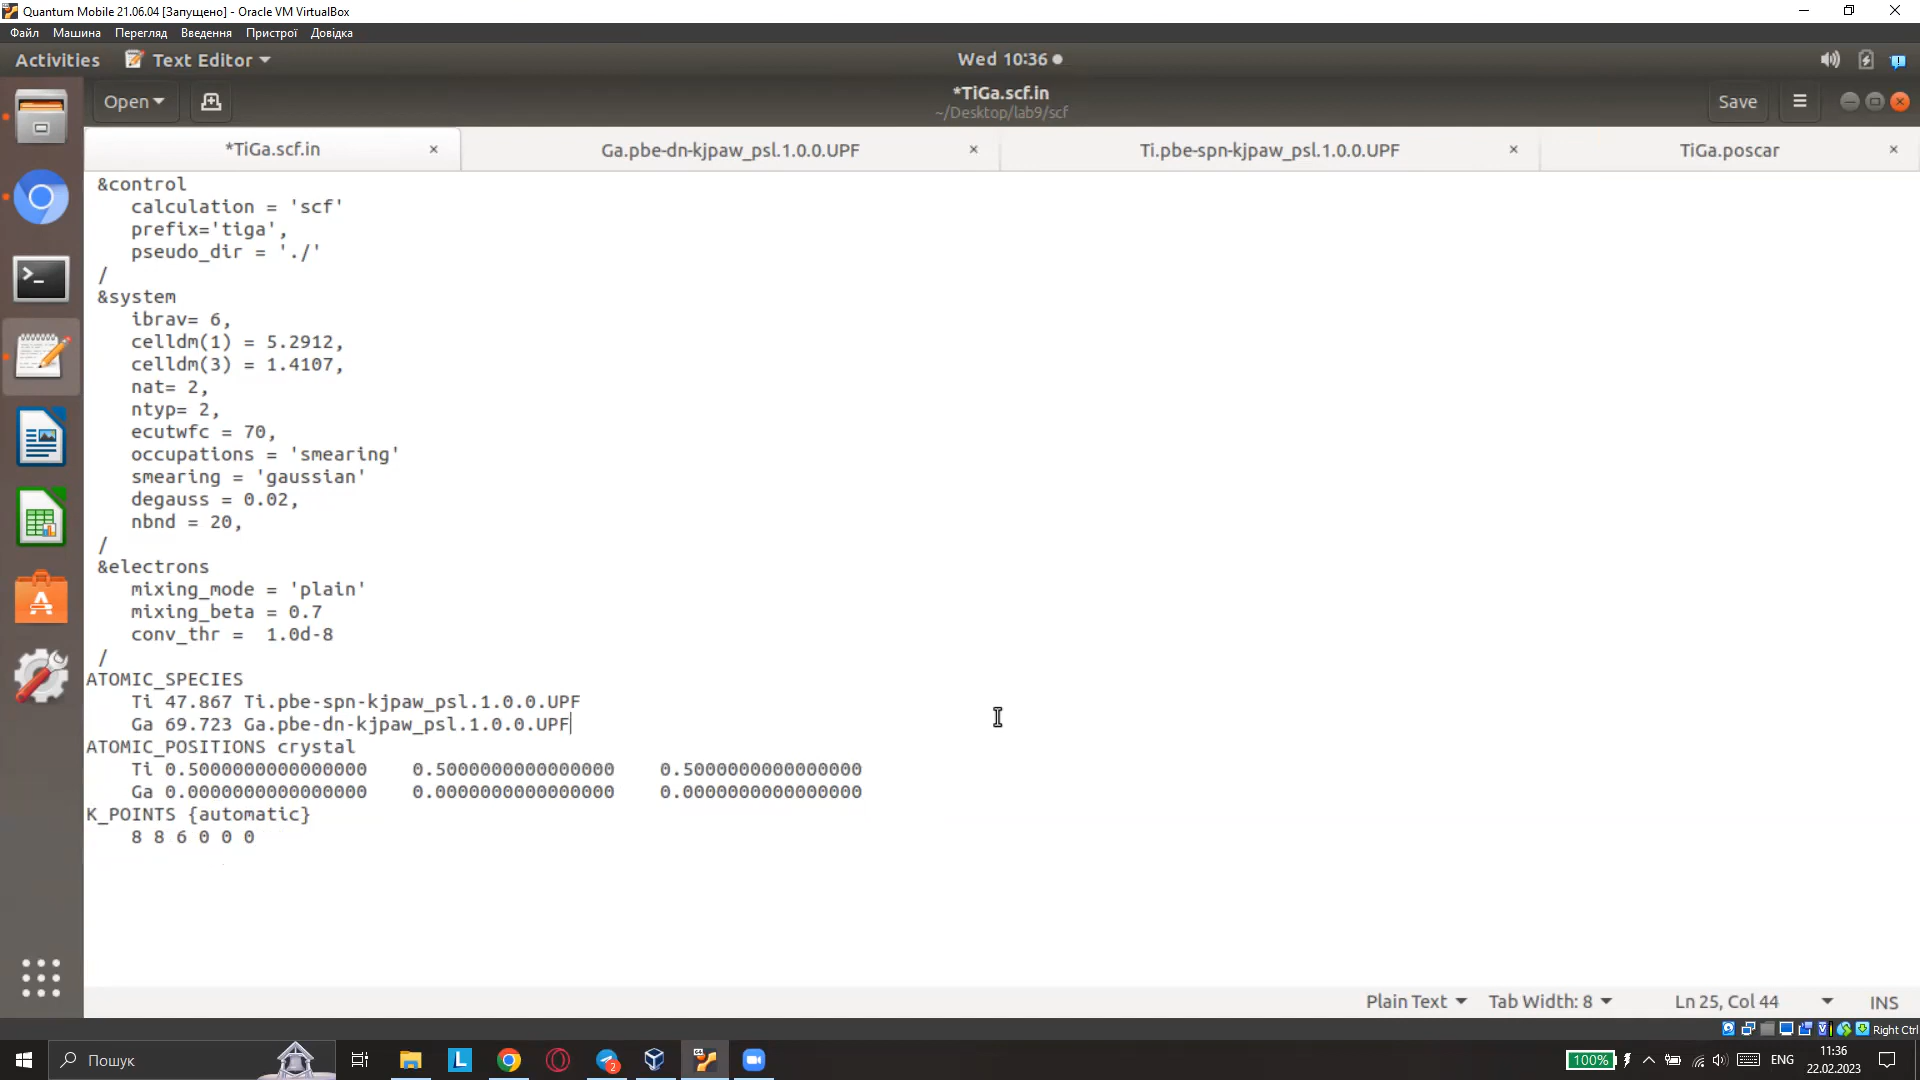 Quantum Mobile 21.06.04 [Запущено] - Oracle VM VirtualBox
Файл Машина Перегляд Введення Пристрої Довідка
Activities Text Editor Wed 10:36
Open *TiGa.scf.in Save
~/Desktop/lab9/scf
*TiGa.scf.in × Ga.pbe-dn-kjpaw_psl.1.0.0.UPF × Ti.pbe-spn-kjpaw_psl.1.0.0.UPF × TiGa.poscar ×
&control
calculation = 'scf'
prefix='tiga',
pseudo_dir = './'
/
&system
ibrav= 6,
celldm(1) = 5.2912,
celldm(3) = 1.4107,
nat= 2,
ntyp= 2,
ecutwfc = 70,
occupations = 'smearing'
smearing = 'gaussian'
degauss = 0.02,
nbnd = 20,
/
&electrons
mixing_mode = 'plain'
mixing_beta = 0.7
conv_thr =  1.0d-8
/
ATOMIC_SPECIES
Ti 47.867 Ti.pbe-spn-kjpaw_psl.1.0.0.UPF
Ga 69.723 Ga.pbe-dn-kjpaw_psl.1.0.0.UPF
ATOMIC_POSITIONS crystal
Ti 0.5000000000000000    0.5000000000000000    0.5000000000000000
Ga 0.0000000000000000    0.0000000000000000    0.0000000000000000
K_POINTS {automatic}
8 8 6 0 0 0
Plain Text Tab Width: 8 Ln 25, Col 44 INS
Right Ctrl
Пошук 2 100% ENG 11:36
22.02.2023